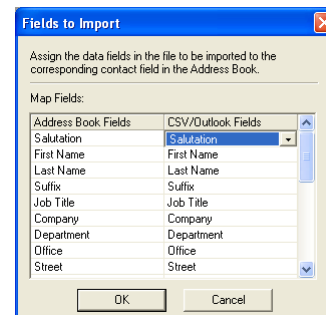 Fields to Import
Assign the data fields in the file to be imported to the
corresponding contact field in the Address Book.
Map Fields:
Address Book Fields CSV/Outlook Fields
Salutation Salutation
First Name First Name
Last Name Last Name
Suffix Suffix
Job Title Job Title
Company Company
Department Department
Office Office
Street Street
OK Cancel